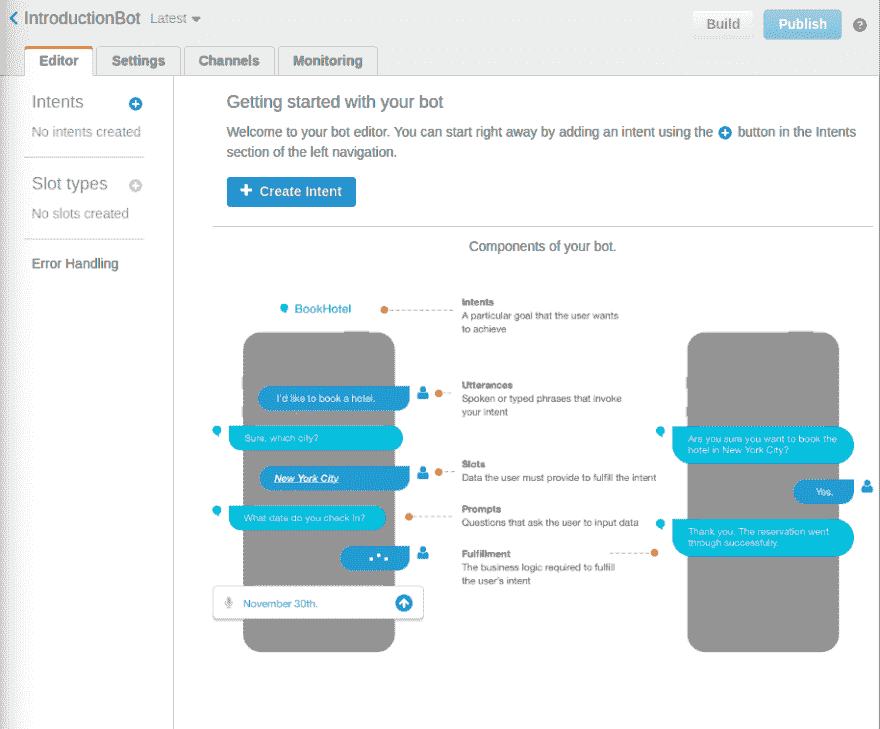 IntroductionBot Latest
Build
Publish
Editor
Settings
Channels
Monitoring
Intents
No intents created
Slot types
No slots created
Error Handling
Getting started with your bot
Welcome to your bot editor. You can start right away by adding an intent using the button in the Intents
section of the left navigation.
Create Intent
Components of your bot.
BookHotel
I'd like to book a hotel.
Sure, which city?
New York City
What date do you check in?
November 30th.
Intents
A particular goal that the user wants
to achieve
Utterances
Spoken or typed phrases that invoke
your intent
Slots
Data the user must provide to fulfill the intent
Prompts
Questions that ask the user to input data
Fulfillment
The business logic required to fulfill
the user's intent
Are you sure you want to book the
hotel in New York City?
Yes.
Thank you. The reservation went
through successfully.